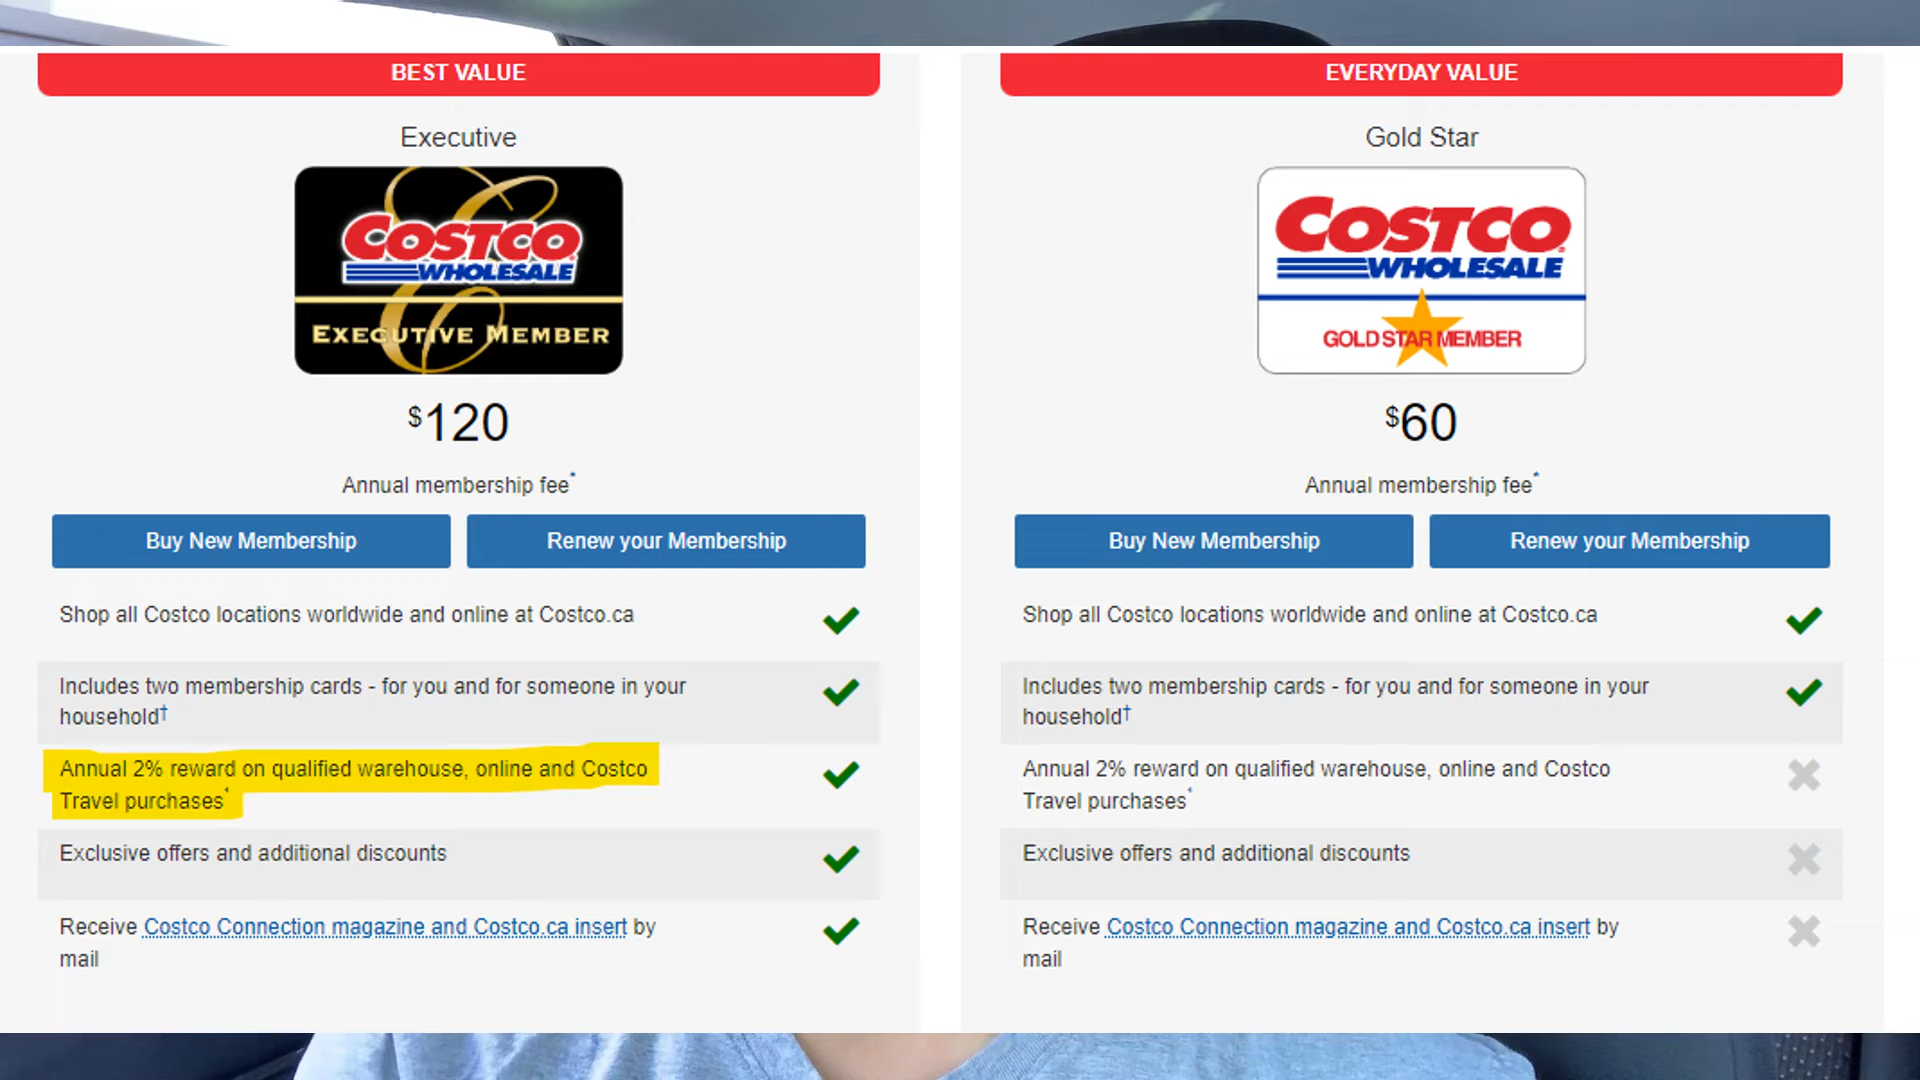 BEST VALUE
Executive
COSTCO
WHOLESALE
EXECUTIVE MEMBER
$120
Annual membership fee*
Buy New Membership
Renew your Membership
Shop all Costco locations worldwide and online at Costco.ca
Includes two membership cards - for you and for someone in your
household†
Annual 2% reward on qualified warehouse, online and Costco
Travel purchases*
Exclusive offers and additional discounts
Receive Costco Connection magazine and Costco.ca insert by
mail
EVERYDAY VALUE
Gold Star
COSTCO
WHOLESALE
GOLD STAR MEMBER
$60
Annual membership fee*
Buy New Membership
Renew your Membership
Shop all Costco locations worldwide and online at Costco.ca
Includes two membership cards - for you and for someone in your
household†
Annual 2% reward on qualified warehouse, online and Costco
Travel purchases*
Exclusive offers and additional discounts
Receive Costco Connection magazine and Costco.ca insert by
mail